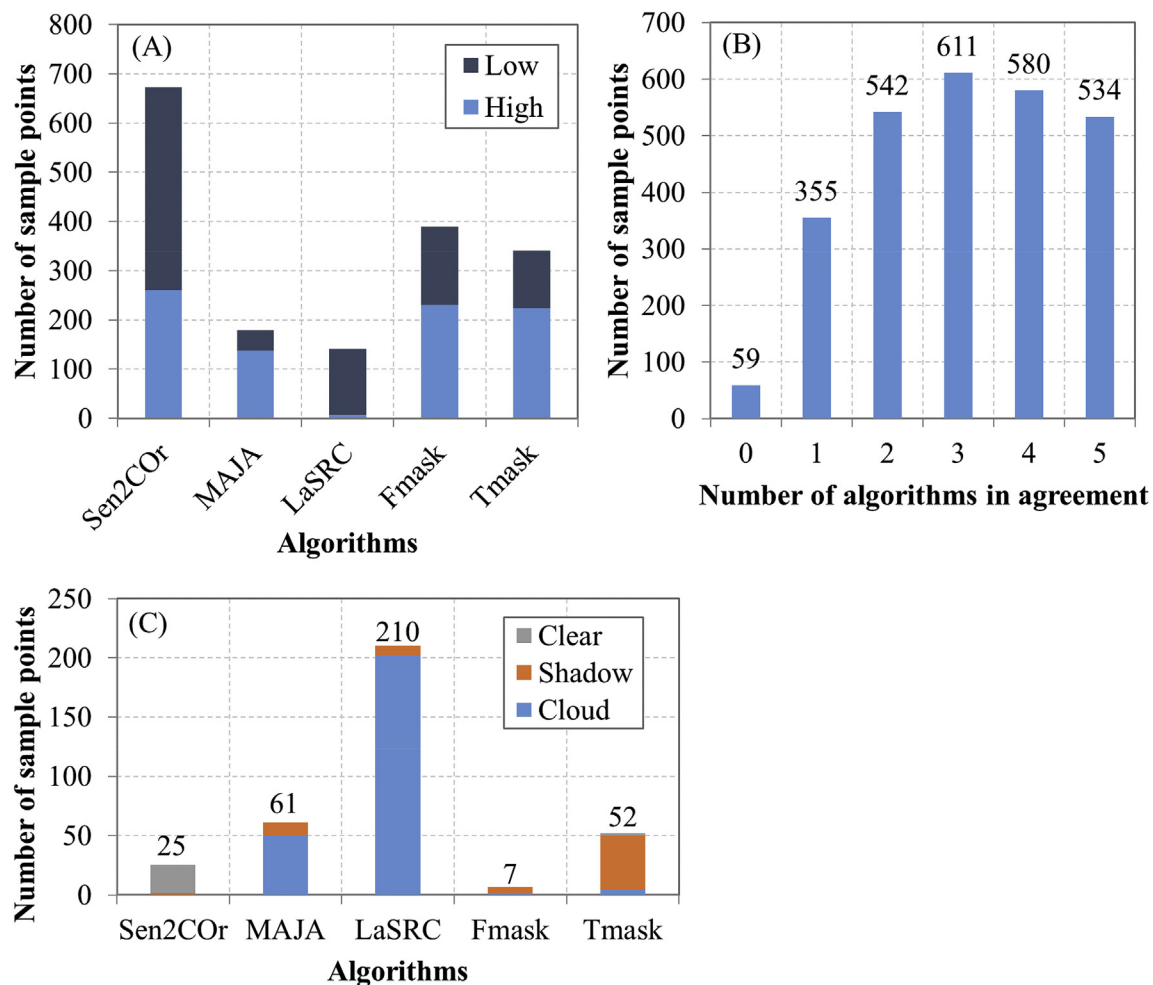 (A)
Number of sample points
800
700
600
500
400
300
200
100
0
Low
High
Sen2COr
MAJA
LaSRC
Fmask
Tmask
Algorithms
(B)
Number of sample points
700
600
500
400
300
200
100
0
59
355
542
611
580
534
0 1 2 3 4 5
Number of algorithms in agreement
(C)
Number of sample points
250
200
150
100
50
0
Clear
Shadow
Cloud
25
61
210
7
52
Sen2COr MAJA LaSRC Fmask Tmask
Algorithms